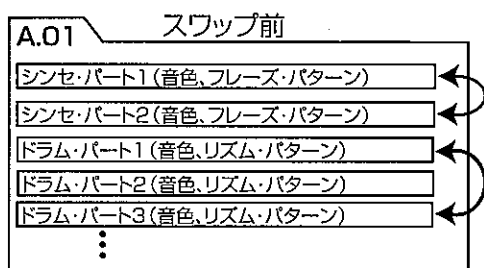 スワップ前
A.01
シンセ・パート1(音色、フレーズ・パターン)
シンセ・パート2(音色、フレーズ・パターン)
ドラム・パート1(音色、リズム・パターン)
ドラム・パート2(音色、リズム・パターン)
ドラム・パート3(音色、リズム・パターン)